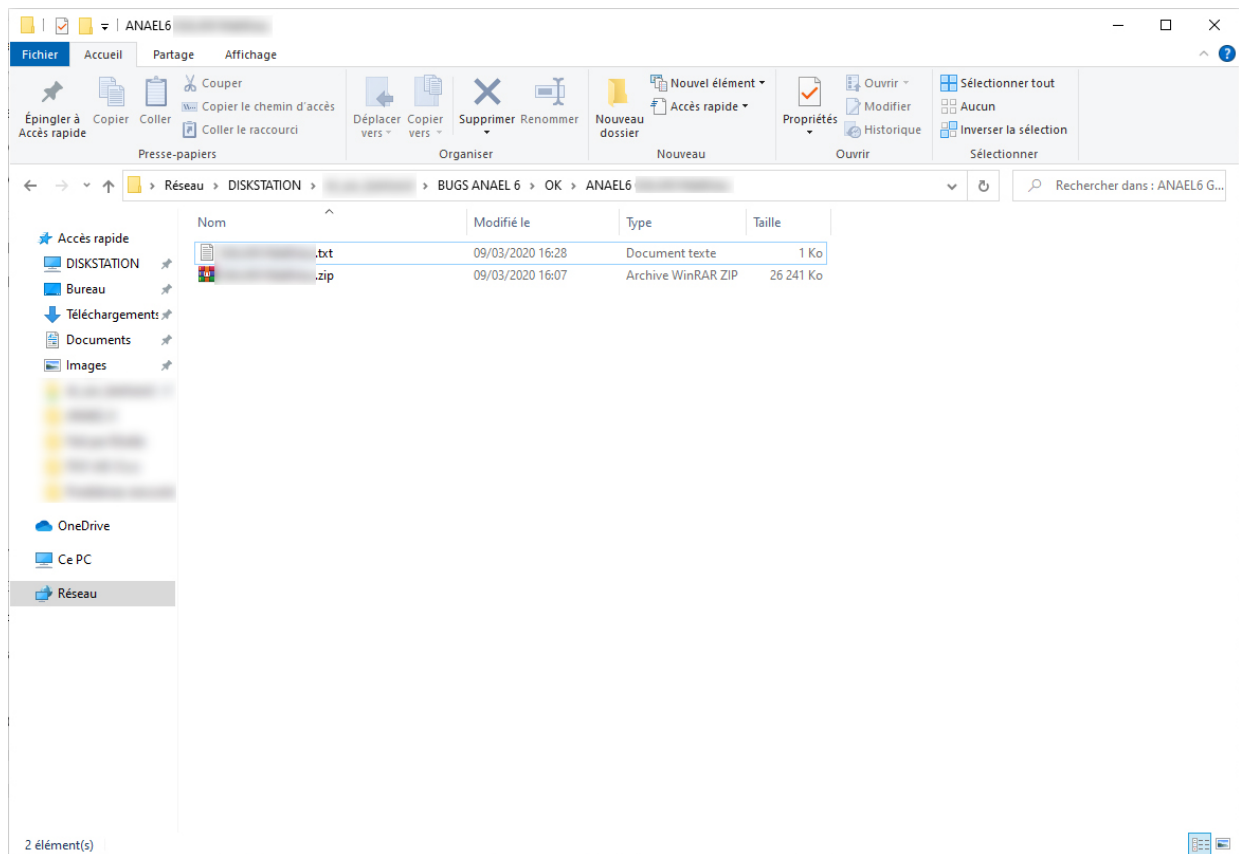 ANAEL6
Fichier Accueil Partage Affichage
Épingler à Accès rapide
Copier
Coller
Couper
Copier le chemin d'accès
Coller le raccourci
Presse-papiers
Déplacer vers
Copier vers
Supprimer
Renommer
Organiser
Nouveau dossier
Nouvel élément
Accès rapide
Nouveau
Propriétés
Ouvrir
Modifier
Historique
Ouvrir
Sélectionner tout
Aucun
Inverser la sélection
Sélectionner
Réseau > DISKSTATION > > BUGS ANAEL 6 > OK > ANAEL6
Rechercher dans : ANAEL6 G...
Accès rapide
DISKSTATION
Bureau
Téléchargements
Documents
Images
OneDrive
Ce PC
Réseau
Nom Modifié le Type Taille
.txt 09/03/2020 16:28 Document texte 1 Ko
.zip 09/03/2020 16:07 Archive WinRAR ZIP 26 241 Ko
2 élément(s)